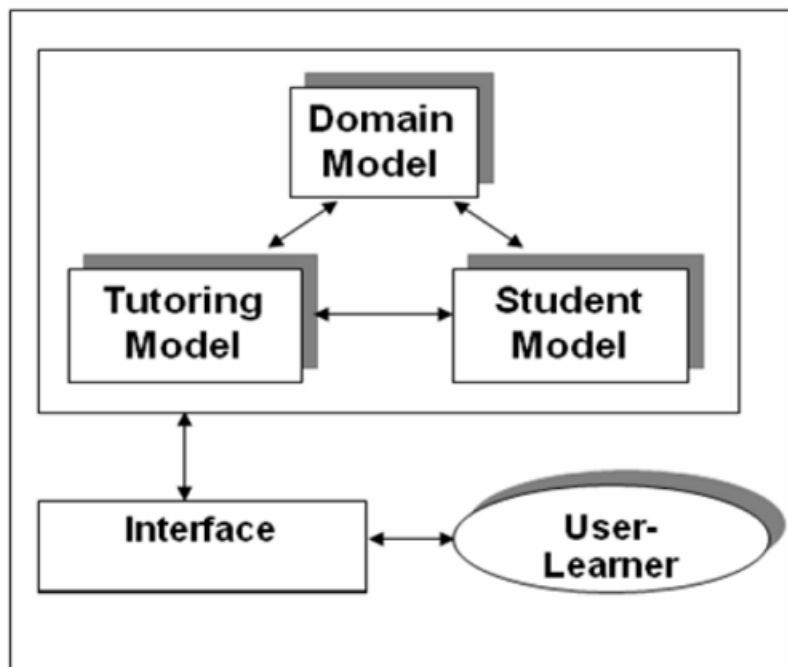 Domain
Model
Tutoring
Model
Student
Model
Interface
User-
Learner